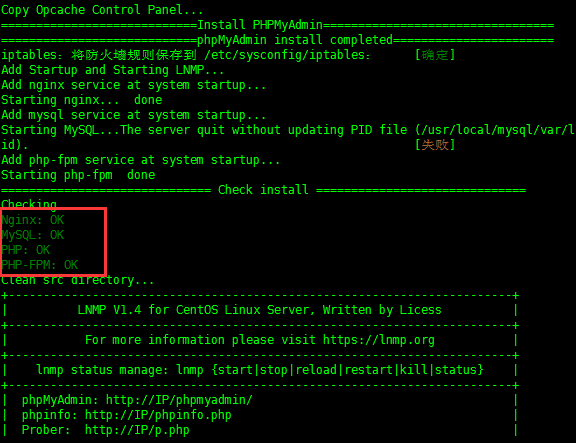 Copy Opcache Control Panel...
============================Install PHPMyAdmin=================================
============================phpMyAdmin install completed=======================
iptables：将防火墙规则保存到 /etc/sysconfig/iptables： [确定]
Add Startup and Starting LNMP...
Add nginx service at system startup...
Starting nginx... done
Add mysql service at system startup...
Starting MySQL...The server quit without updating PID file (/usr/local/mysql/var/l
id). [失败]
Add php-fpm service at system startup...
Starting php-fpm done
============================== Check install ==============================
Checking
Nginx: OK
MySQL: OK
PHP: OK
PHP-FPM: OK
Clean src directory...
+------------------------------------------------------------------------+
| LNMP V1.4 for CentOS Linux Server, Written by Licess |
+------------------------------------------------------------------------+
| For more information please visit https://lnmp.org |
+------------------------------------------------------------------------+
| lnmp status manage: lnmp {start|stop|reload|restart|kill|status} |
+------------------------------------------------------------------------+
| phpMyAdmin: http://IP/phpmyadmin/ |
| phpinfo: http://IP/phpinfo.php |
| Prober: http://IP/p.php |